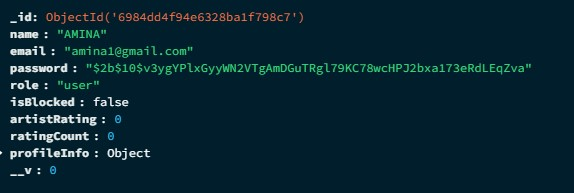 _id: ObjectId('6984dd4f94e6328ba1f798c7')
name : "AMINA"
email : "amina1@gmail.com"
password : "$2b$10$v3ygYPlxGyyWN2VTgAmDGuTRgl79KC78wcHPJ2bxa173eRdLEqZva"
role : "user"
isBlocked : false
artistRating : 0
ratingCount : 0
profileInfo : Object
__v : 0